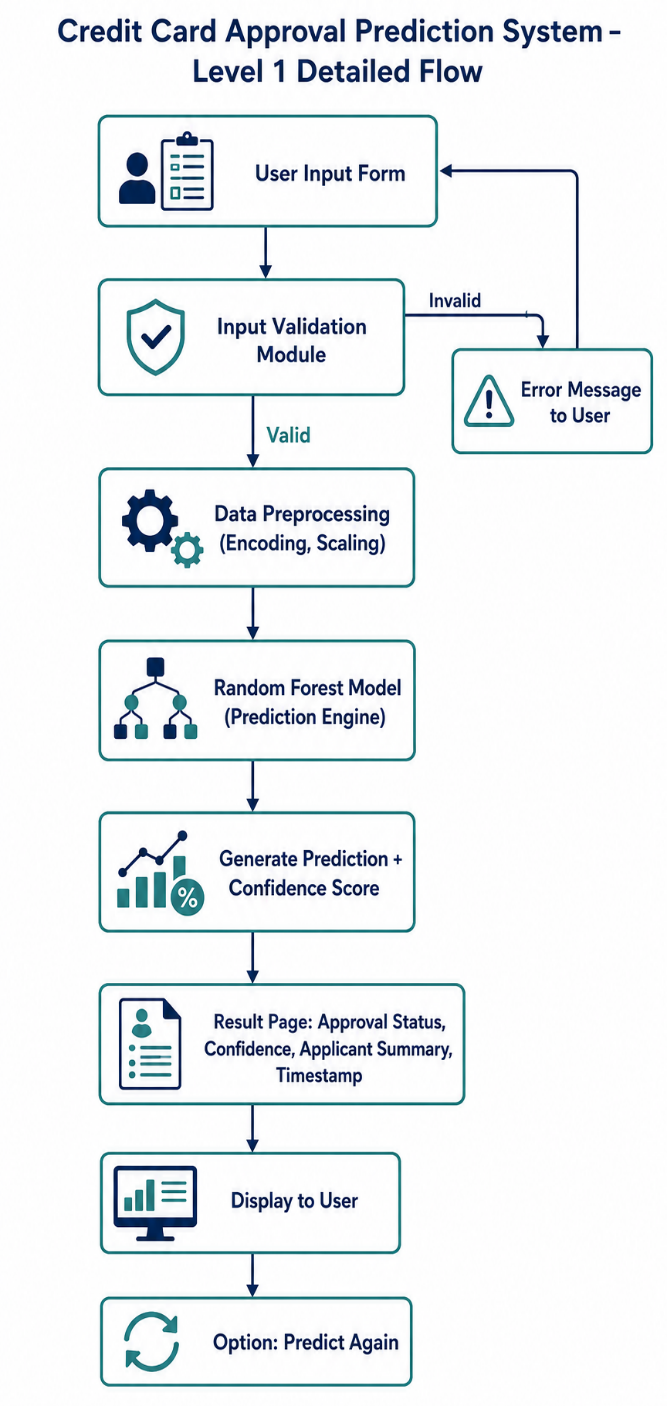 Credit Card Approval Prediction System –
Level 1 Detailed Flow
User Input Form
Input Validation
Module
Invalid
Error Message
to User
Valid
Data Preprocessing
(Encoding, Scaling)
Random Forest Model
(Prediction Engine)
Generate Prediction +
Confidence Score
%
Result Page: Approval Status,
Confidence, Applicant Summary,
Timestamp
Display to User
Option: Predict Again